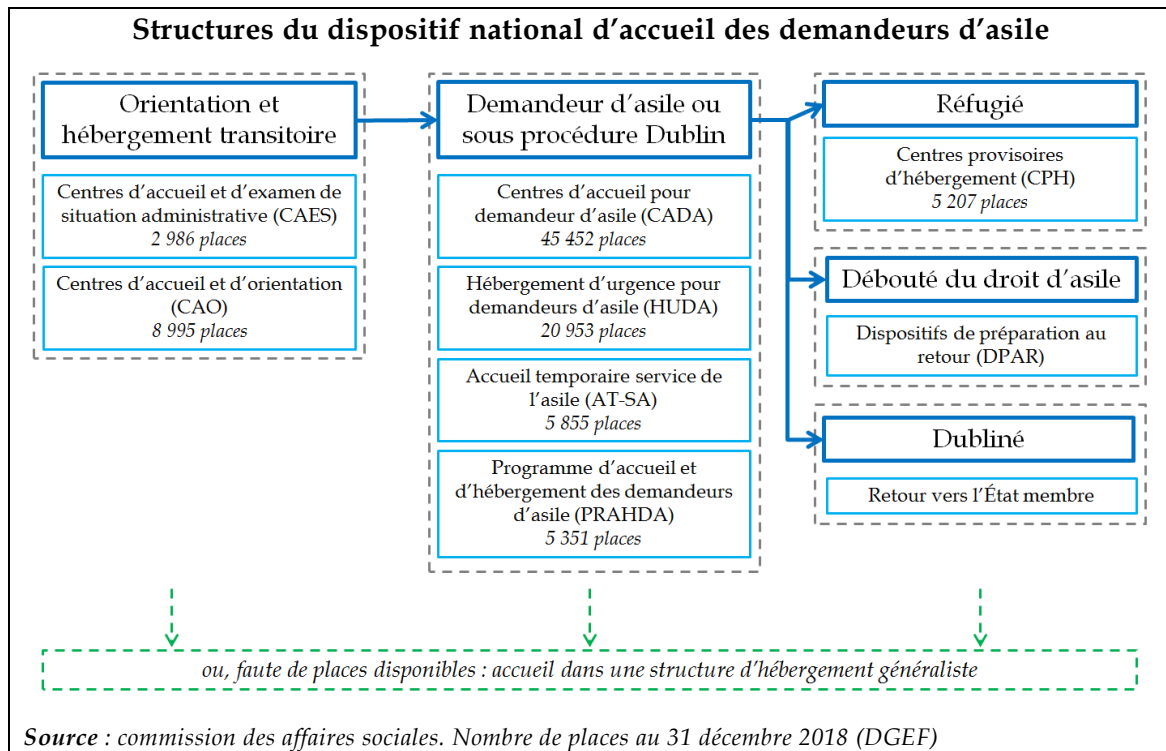 Structures du dispositif national d’accueil des demandeurs d’asile
Orientation et
hébergement transitoire
Centres d’accueil et d’examen de
situation administrative (CAES)
2 986 places
Centres d’accueil et d’orientation
(CAO)
8 995 places
Demandeur d’asile ou
sous procédure Dublin
Centres d’accueil pour
demandeur d’asile (CADA)
45 452 places
Hébergement d’urgence pour
demandeurs d’asile (HUDA)
20 953 places
Accueil temporaire service de
l’asile (AT-SA)
5 855 places
Programme d’accueil et
d’hébergement des demandeurs
d’asile (PRAHDA)
5 351 places
Réfugié
Centres provisoires
d’hébergement (CPH)
5 207 places
Débouté du droit d’asile
Dispositifs de préparation au
retour (DPAR)
Dubliné
Retour vers l’État membre
ou, faute de places disponibles : accueil dans une structure d’hébergement généraliste
Source : commission des affaires sociales. Nombre de places au 31 décembre 2018 (DGEF)